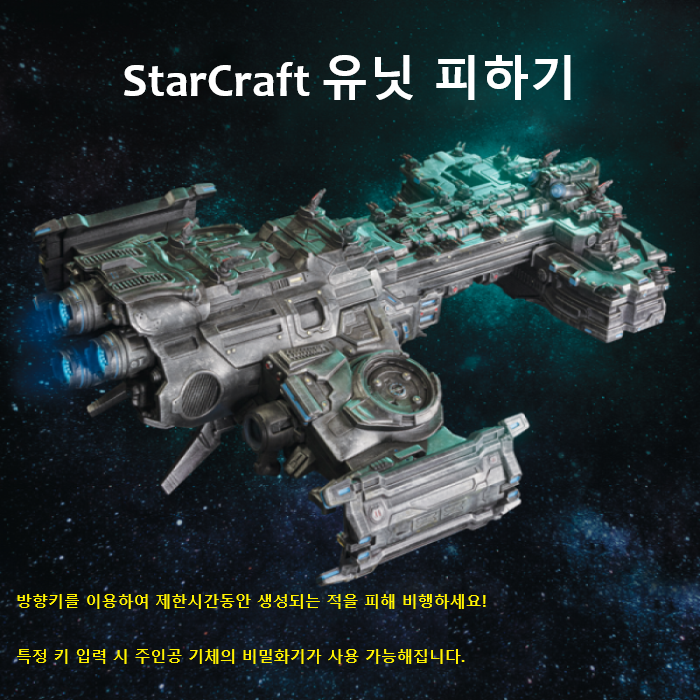 StarCraft 유닛 피하기
방향키를 이용하여 제한시간동안 생성되는 적을 피해 비행하세요!
특정 키 입력 시 주인공 기체의 비밀화기가 사용 가능해집니다.